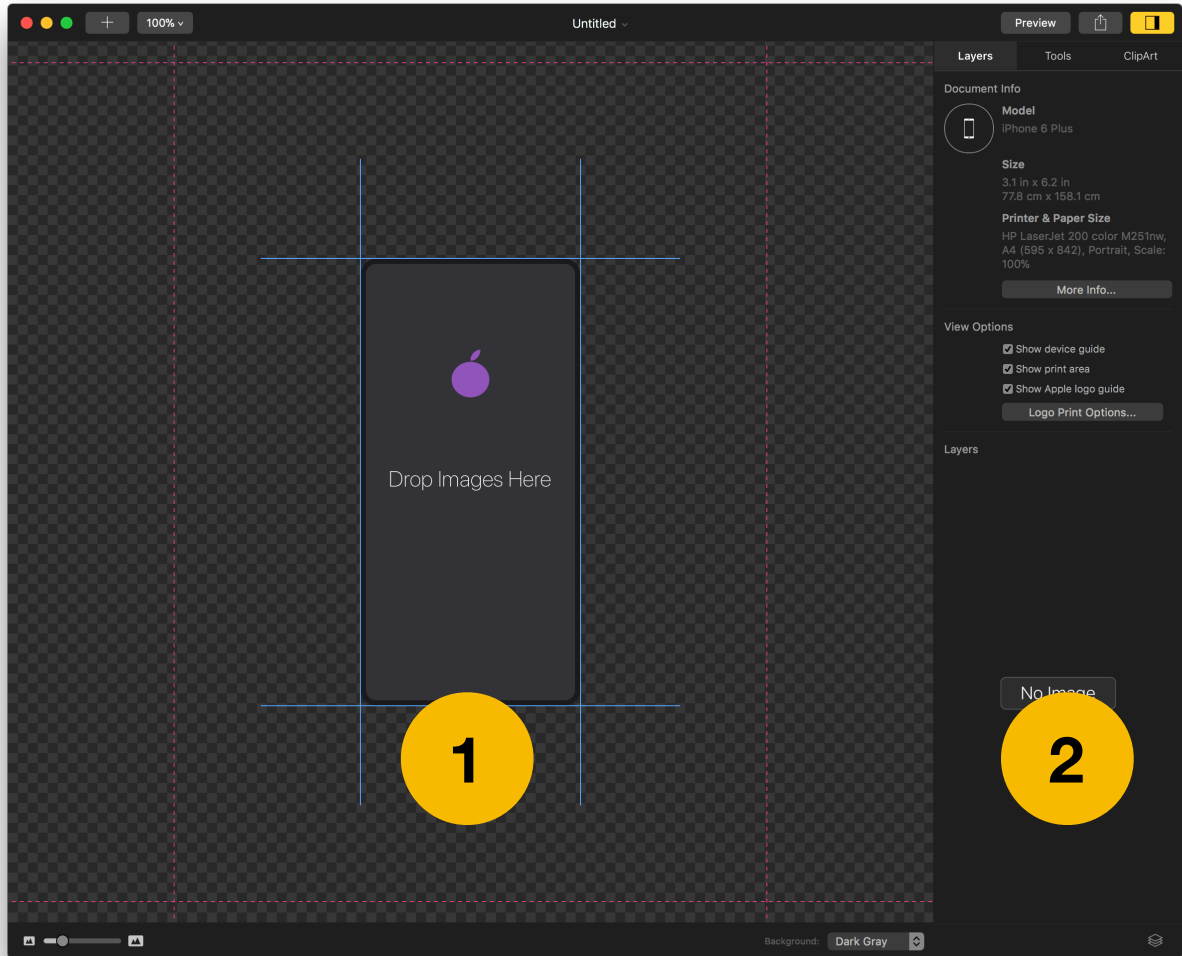 100%
Untitled
Preview
Layers
Tools
ClipArt
Document Info
Model
iPhone 6 Plus
Size
3.1 in x 6.2 in
77.8 cm x 158.1 cm
Printer & Paper Size
HP LaserJet 200 color M251nw,
A4 (595 x 842), Portrait, Scale:
100%
More Info...
View Options
Show device guide
Show print area
Show Apple logo guide
Logo Print Options...
Layers
Drop Images Here
No Image
1
2
Background:
Dark Gray